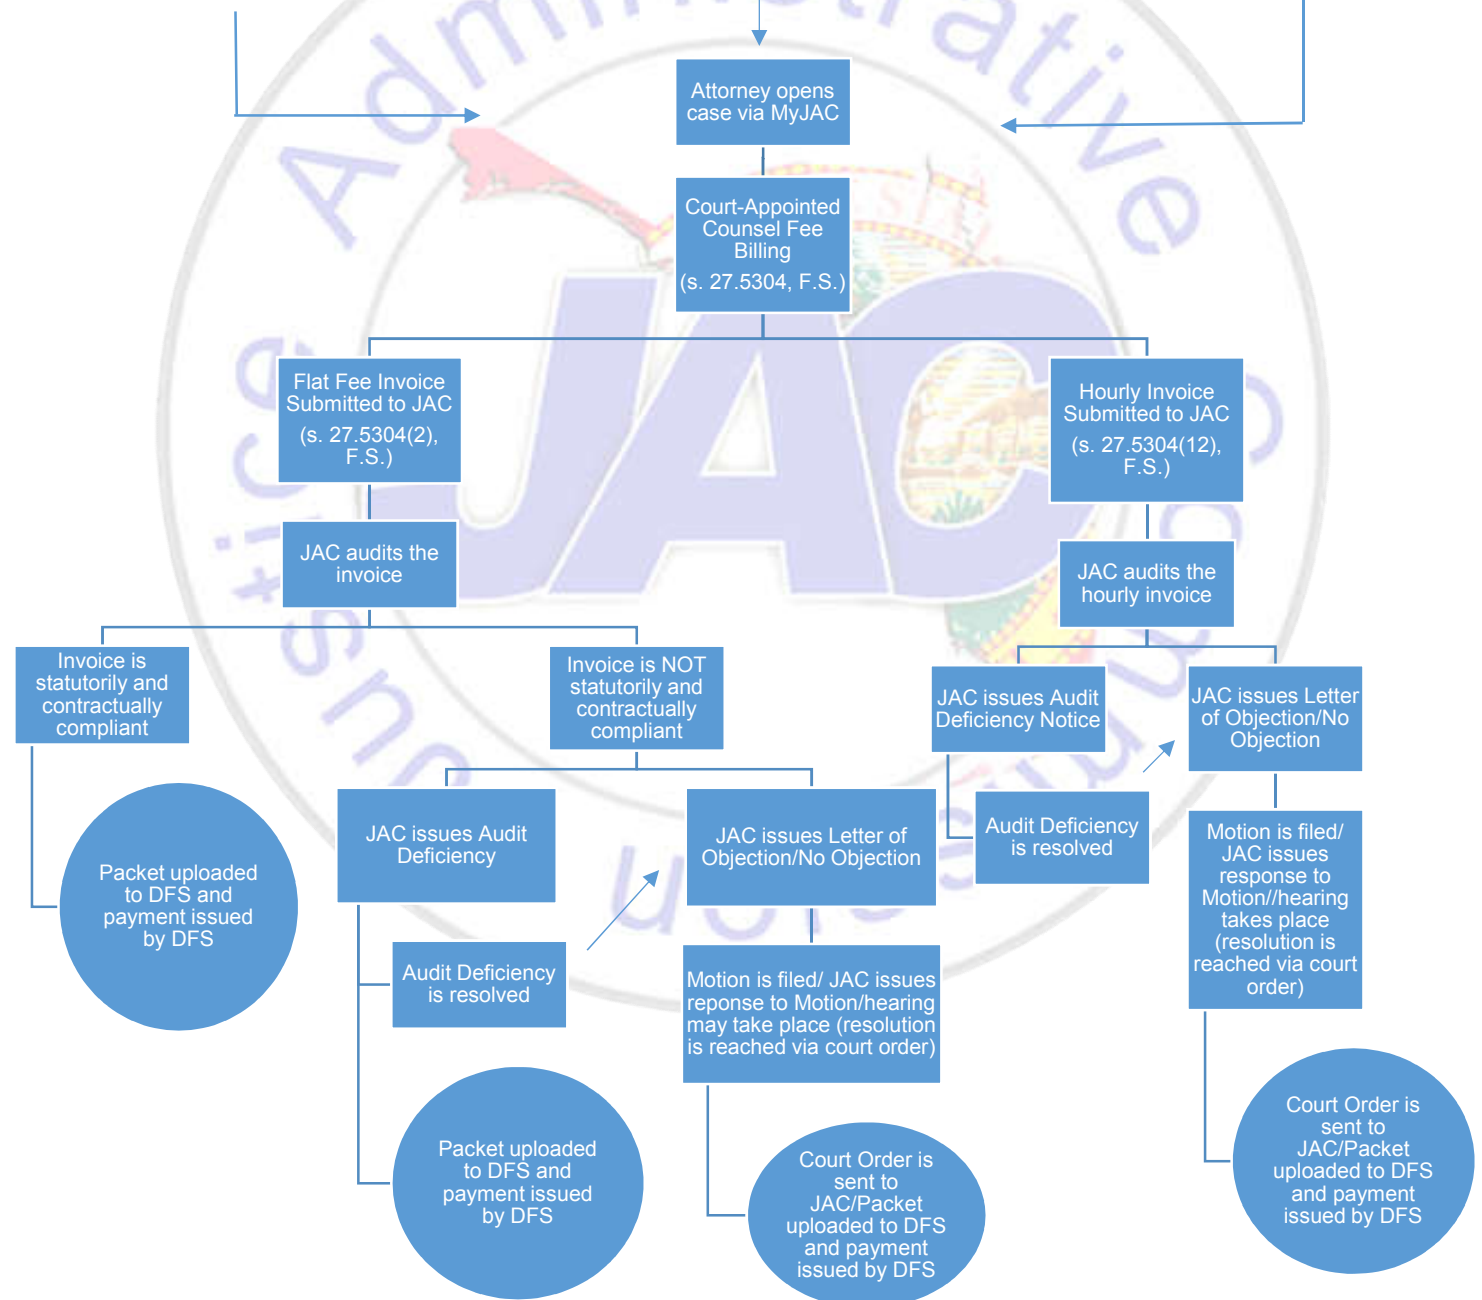 Attorney opens
case via MyJAC
Court-Appointed
Counsel Fee
Billing
(s. 27.5304, F.S.)
Flat Fee Invoice
Submitted to JAC
(s. 27.5304(2),
F.S.)
Hourly Invoice
Submitted to JAC
(s. 27.5304(12),
F.S.)
JAC audits the
invoice
JAC audits the
hourly invoice
Invoice is
statutorily and
contractually
compliant
Invoice is NOT
statutorily and
contractually
compliant
JAC issues Audit
Deficiency Notice
JAC issues Letter
of Objection/No
Objection
Packet uploaded
to DFS and
payment issued
by DFS
JAC issues Audit
Deficiency
JAC issues Letter of
Objection/No Objection
Audit Deficiency
is resolved
Motion is filed/
JAC issues
response to
Motion//hearing
takes place
(resolution is
reached via court
order)
Audit Deficiency
is resolved
Motion is filed/ JAC issues
reponse to Motion/hearing
may take place (resolution
is reached via court order)
Packet uploaded
to DFS and
payment issued
by DFS
Court Order is
sent to
JAC/Packet
uploaded to DFS
and payment
issued by DFS
Court Order is
sent to
JAC/Packet
uploaded to DFS
and payment
issued by DFS
Justice Administrative Commission
JAC